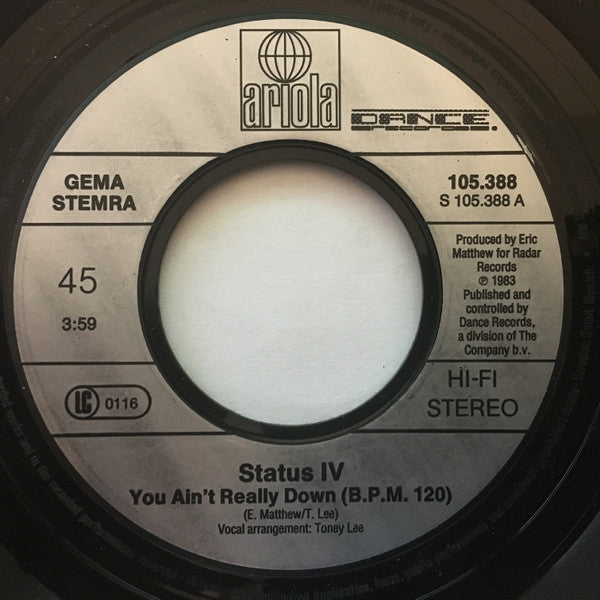 ariola
DANCE
records.
GEMA
STEMRA
105.388
S 105.388 A
45
3:59
Produced by Eric
Matthew for Radar
Records
℗ 1983
Published and
controlled by
Dance Records,
a division of The
Company b.v.
LC 0116
HI-FI
STEREO
Status IV
You Ain't Really Down (B.P.M. 120)
(E. Matthew/T. Lee)
Vocal arrangement: Toney Lee